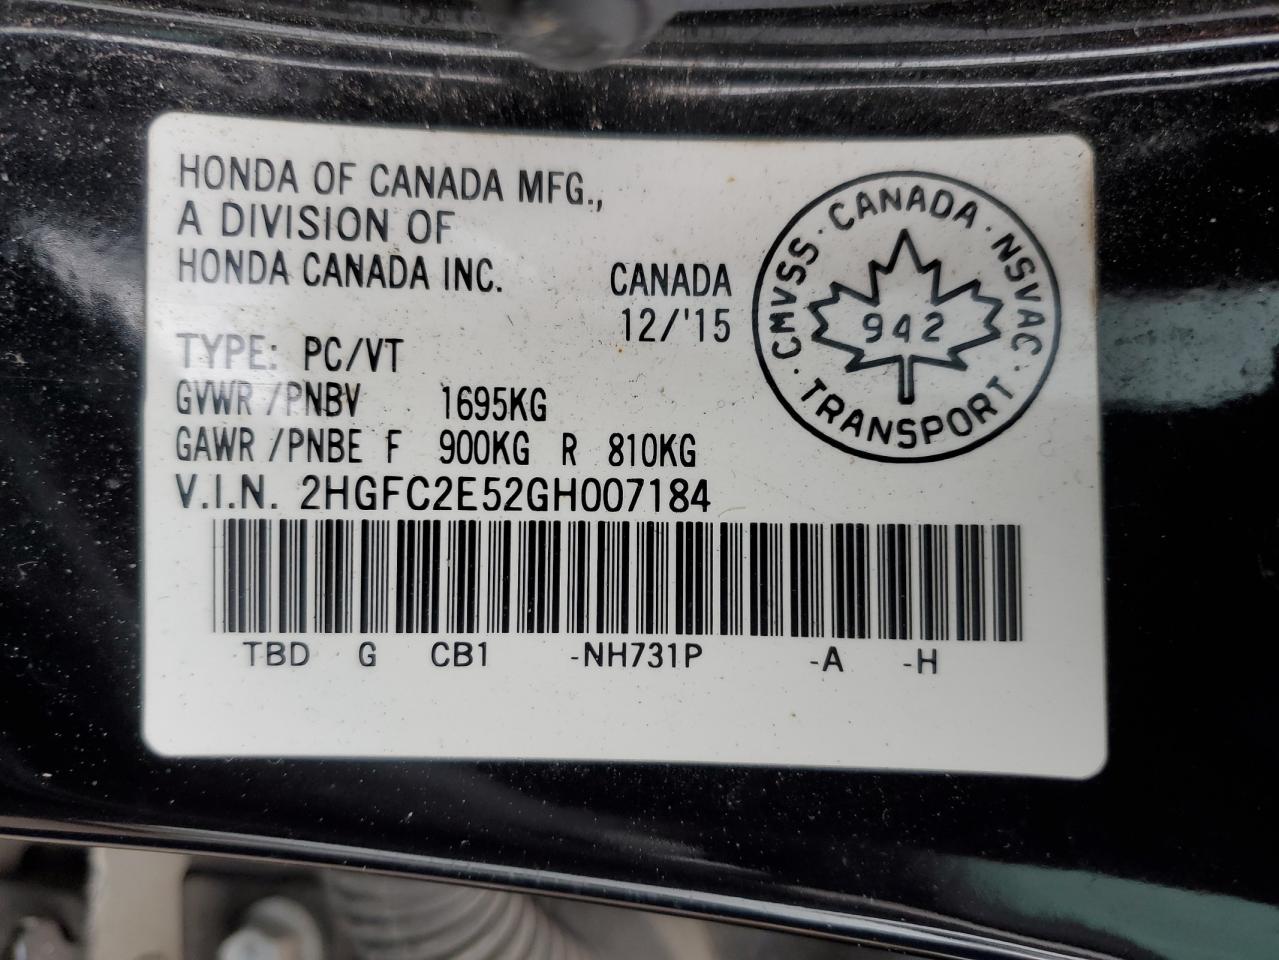 HONDA OF CANADA MFG.,
A DIVISION OF
HONDA CANADA INC.
CANADA
12/'15
TYPE: PC/VT
GVWR /PNBV 1695KG
GAWR /PNBE F 900KG R 810KG
V.I.N. 2HGFC2E52GH007184
TBD G CB1 -NH731P -A -H
CMVSS · CANADA · NSVAC · TRANSPORT ·
942